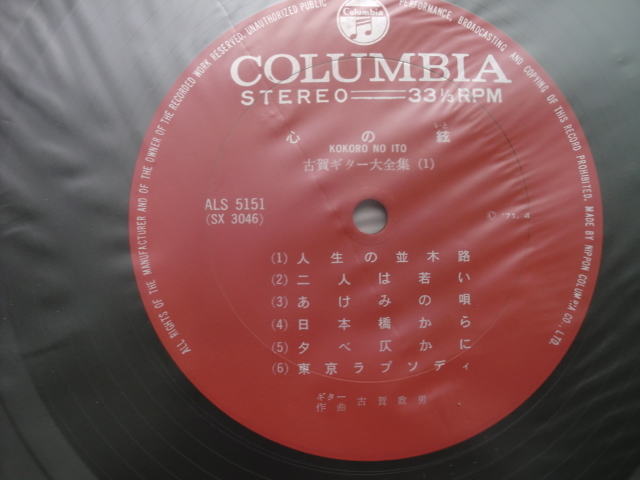 ALL RIGHTS OF THE MANUFACTURER AND OF THE OWNER OF THE RECORDED WORK RESERVED, UNAUTHORIZED PUBLIC PERFORMANCE, BROADCASTING AND COPYING OF THIS RECORD PROHIBITED. MADE BY NIPPON COLUMBIA CO., LTD.
Columbia
COLUMBIA
STEREO 33⅓ RPM
いと
心の絃
KOKORO NO ITO
古賀ギター大全集 (1)
ALS 5151
(SX 3046)
(1) 人生の並木路
(2) 二人は若い
(3) あけみの唄
(4) 日本橋から
(5) 夕べ仄かに
(6) 東京ラプソディ
ギター
作曲 古賀政男